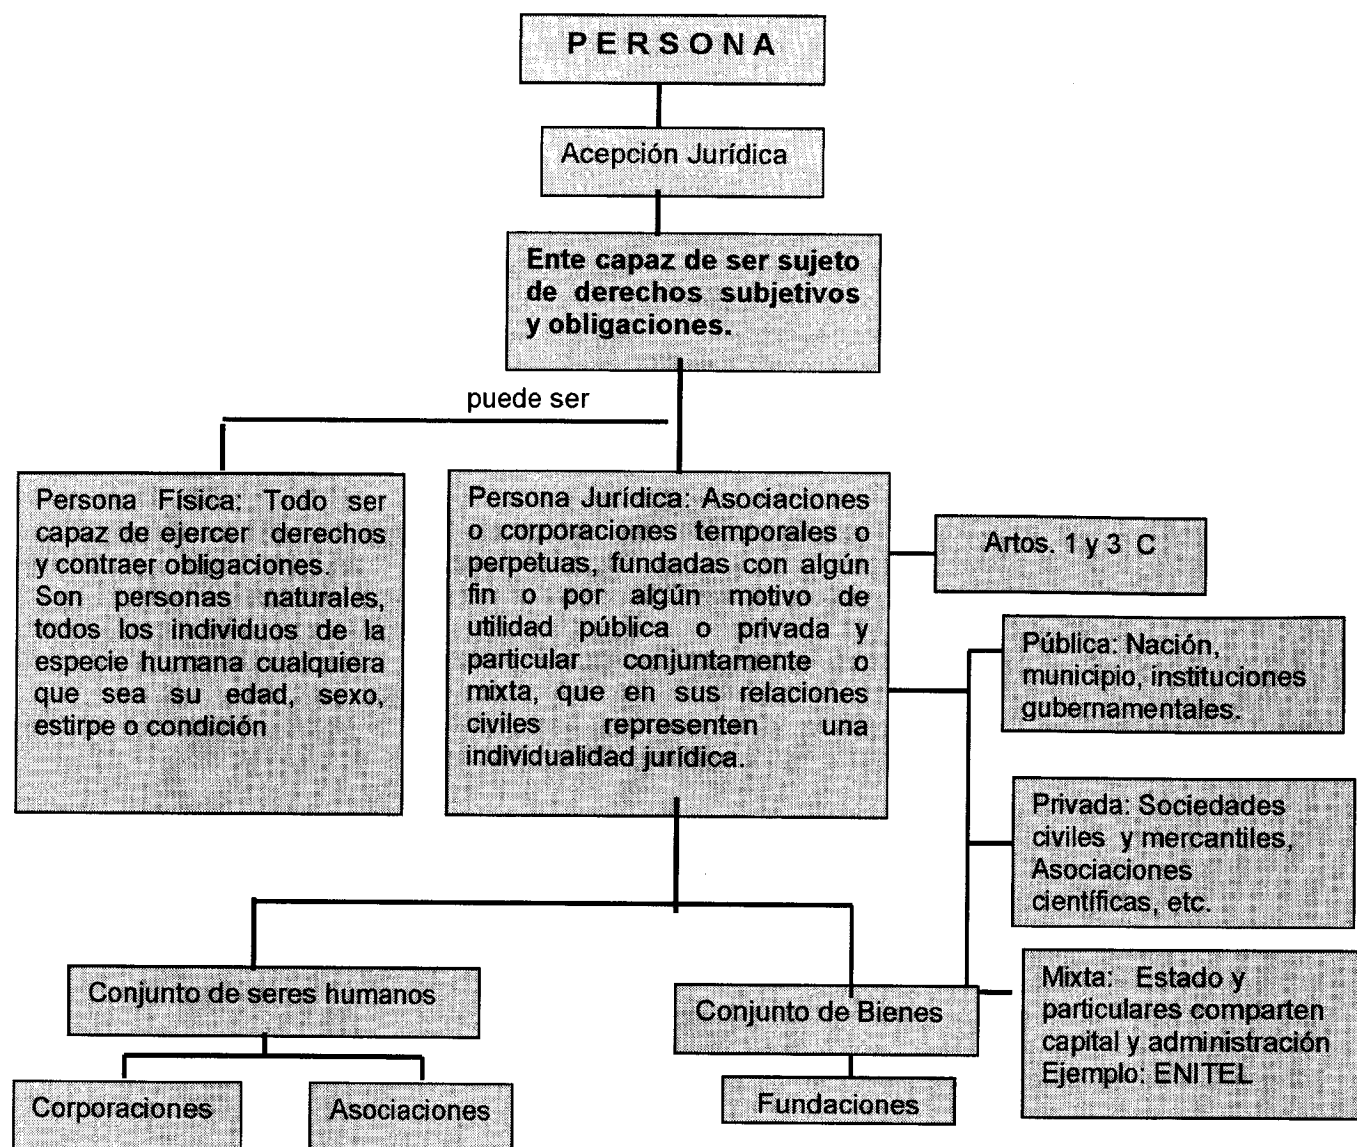 PERSONA
Acepción Jurídica
Ente capaz de ser sujeto
de derechos subjetivos
y obligaciones.
puede ser
Persona Física: Todo ser
capaz de ejercer derechos
y contraer obligaciones.
Son personas naturales,
todos los individuos de la
especie humana cualquiera
que sea su edad, sexo,
estirpe o condición
Persona Jurídica: Asociaciones
o corporaciones temporales o
perpetuas, fundadas con algún
fin o por algún motivo de
utilidad pública o privada y
particular conjuntamente o
mixta, que en sus relaciones
civiles representen una
individualidad jurídica.
Artos. 1 y 3 C
Pública: Nación,
municipio, instituciones
gubernamentales.
Privada: Sociedades
civiles y mercantiles,
Asociaciones
científicas, etc.
Mixta: Estado y
particulares comparten
capital y administración
Ejemplo: ENITEL
Conjunto de seres humanos
Corporaciones
Asociaciones
Conjunto de Bienes
Fundaciones